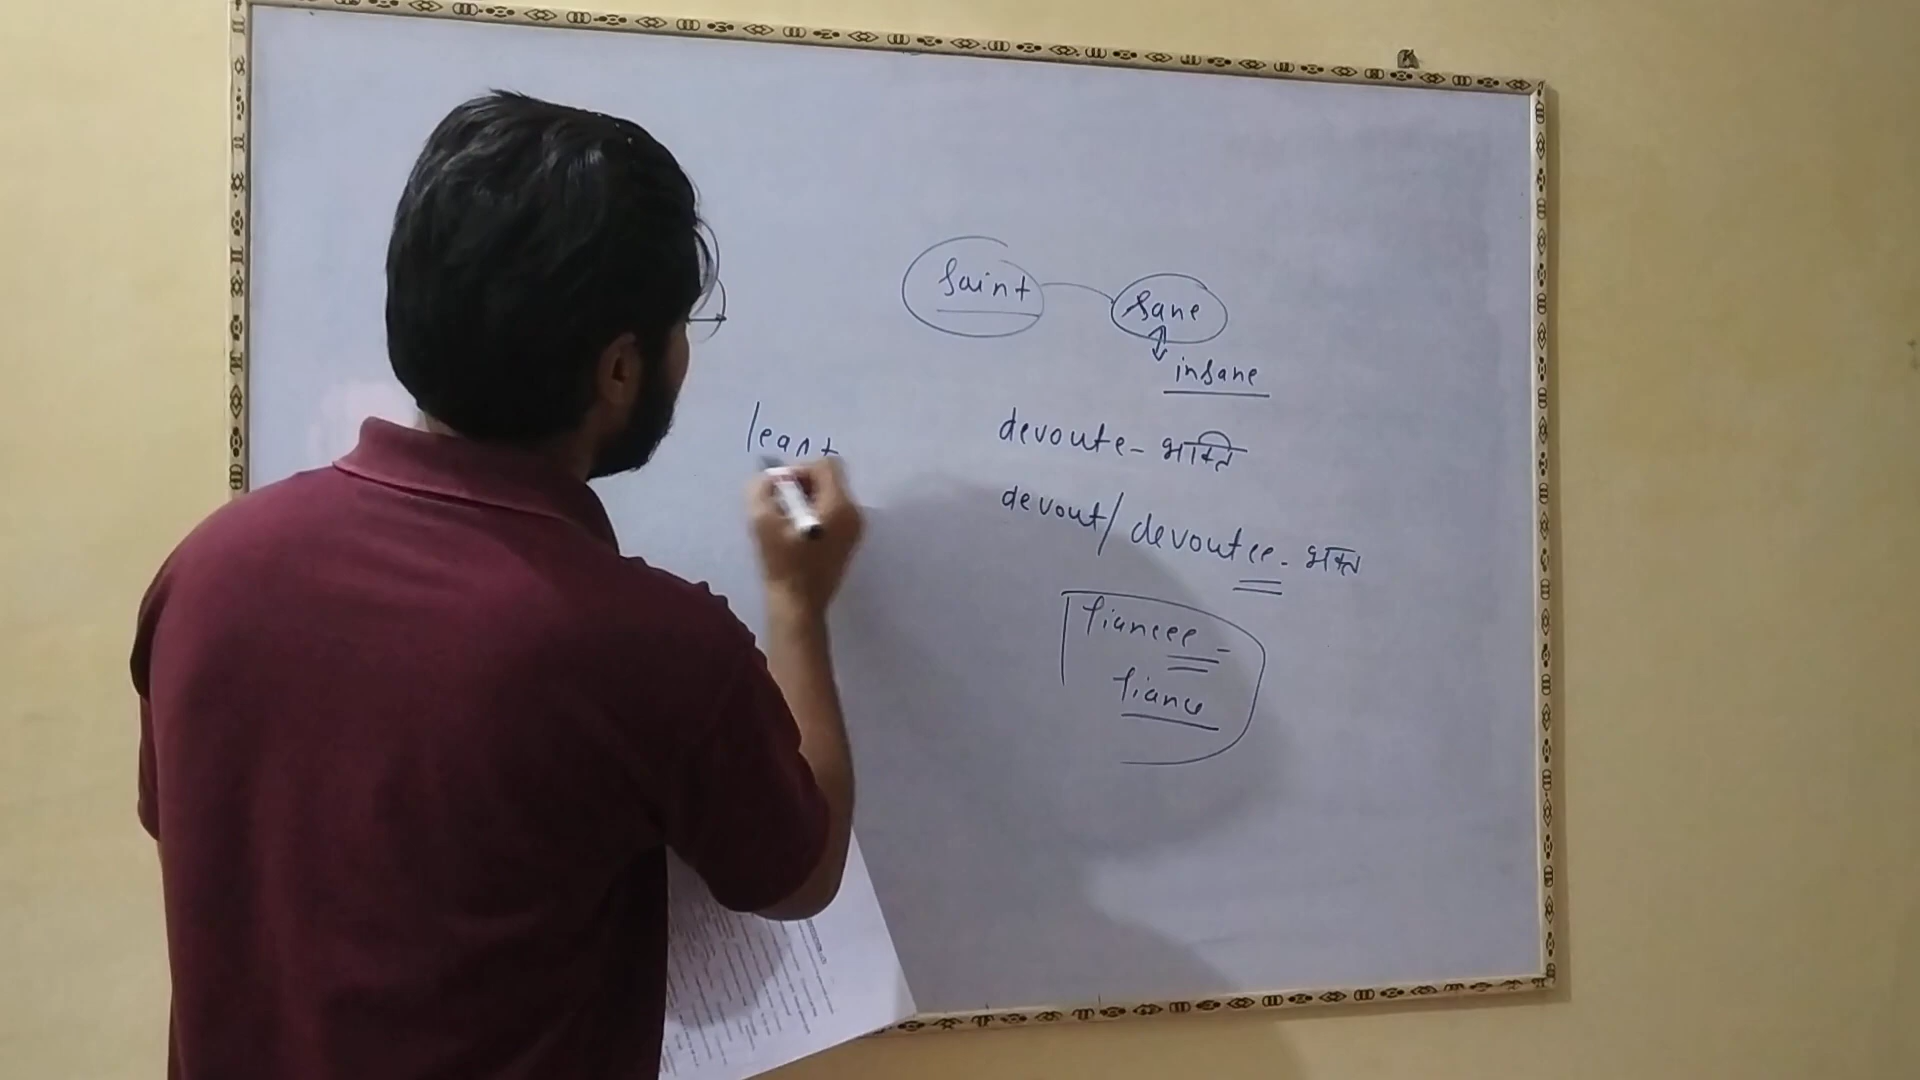 Saint sane
insane
devoute - भक्ति
devout/devoutee - भक्त
fiancee -
fiance
leant